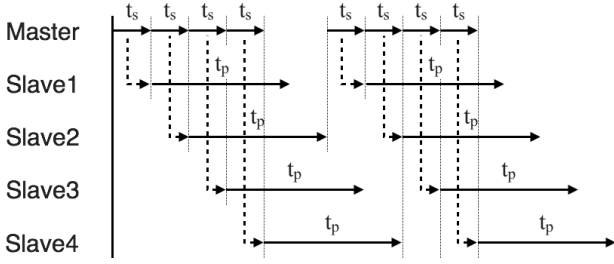 t_s t_s t_s t_s t_s t_s t_s t_s
Master
Slave1 t_p t_p
Slave2 t_p t_p
Slave3 t_p t_p
Slave4 t_p t_p